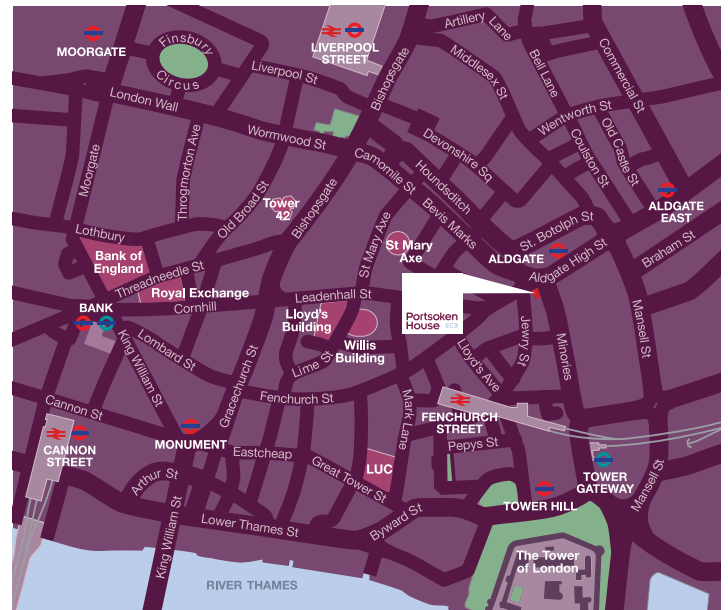 Artillery Lane
MOORGATE
Finsbury
Circus
LIVERPOOL
STREET
Liverpool St
Bishopsgate
Middlesex St
Bell Lane
Commercial St
London Wall
Wormwood St
Wentworth St
Moorgate
Throgmorton Ave
Devonshire Sq
Houndsditch
Camomile St
Coulston St
Old Castle St
Old Broad St
Tower
42
Bishopsgate
Bevis Marks
ALDGATE
EAST
Lothbury
St Mary Axe
St Mary
Axe
St. Botolph St
ALDGATE
Aldgate High St
Braham St
Bank of
England
Threadneedle St
Royal Exchange
Cornhill
Leadenhall St
BANK
Lloyd's
Building
Willis
Building
Portsoken
House EC3
King William St
Lombard St
Lime St
Gracechurch St
Fenchurch St
Lloyd's Ave
Jewry St
Minories
Mansell St
Mark Lane
Cannon St
FENCHURCH
STREET
CANNON
STREET
MONUMENT
Eastcheap
Pepys St
Great Tower St
LUC
TOWER
GATEWAY
Mansell St
Arthur St
TOWER HILL
King William St
Lower Thames St
Byward St
The Tower
of London
RIVER THAMES